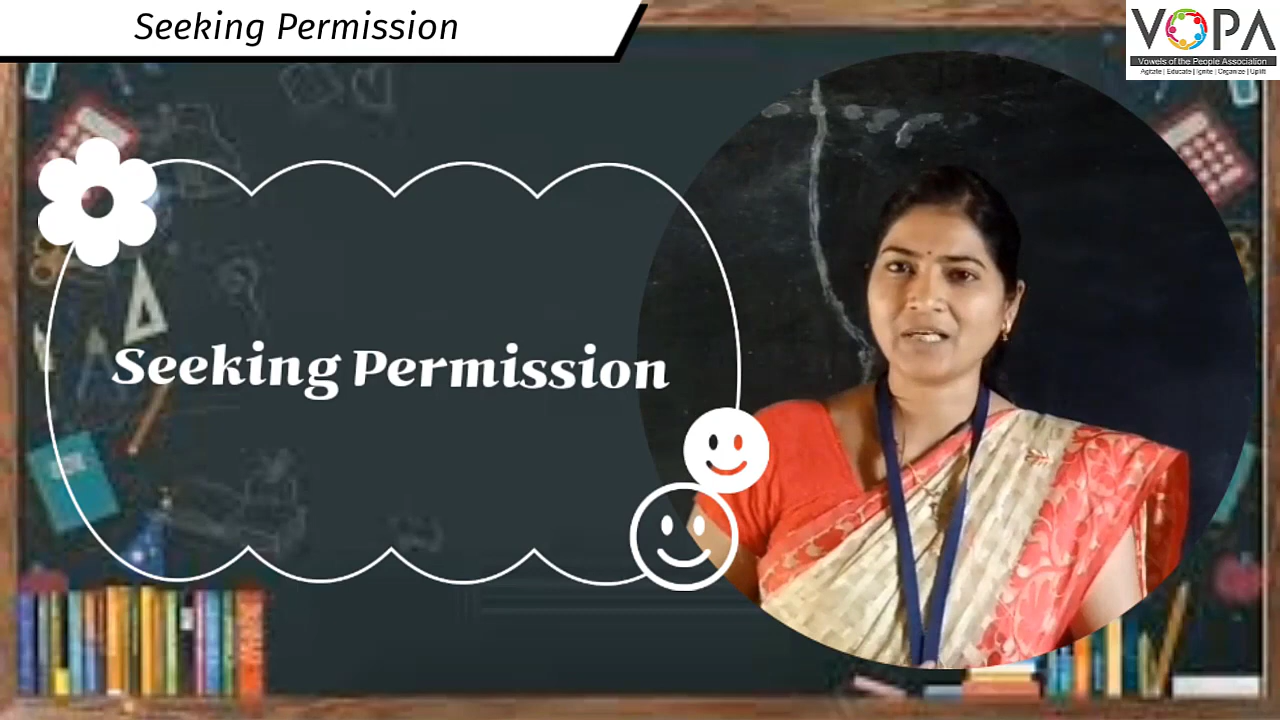 Seeking Permission
VOPA
Vowels of the People Association
Agitate | Educate | Ignite | Organize | Uplift
Seeking Permission